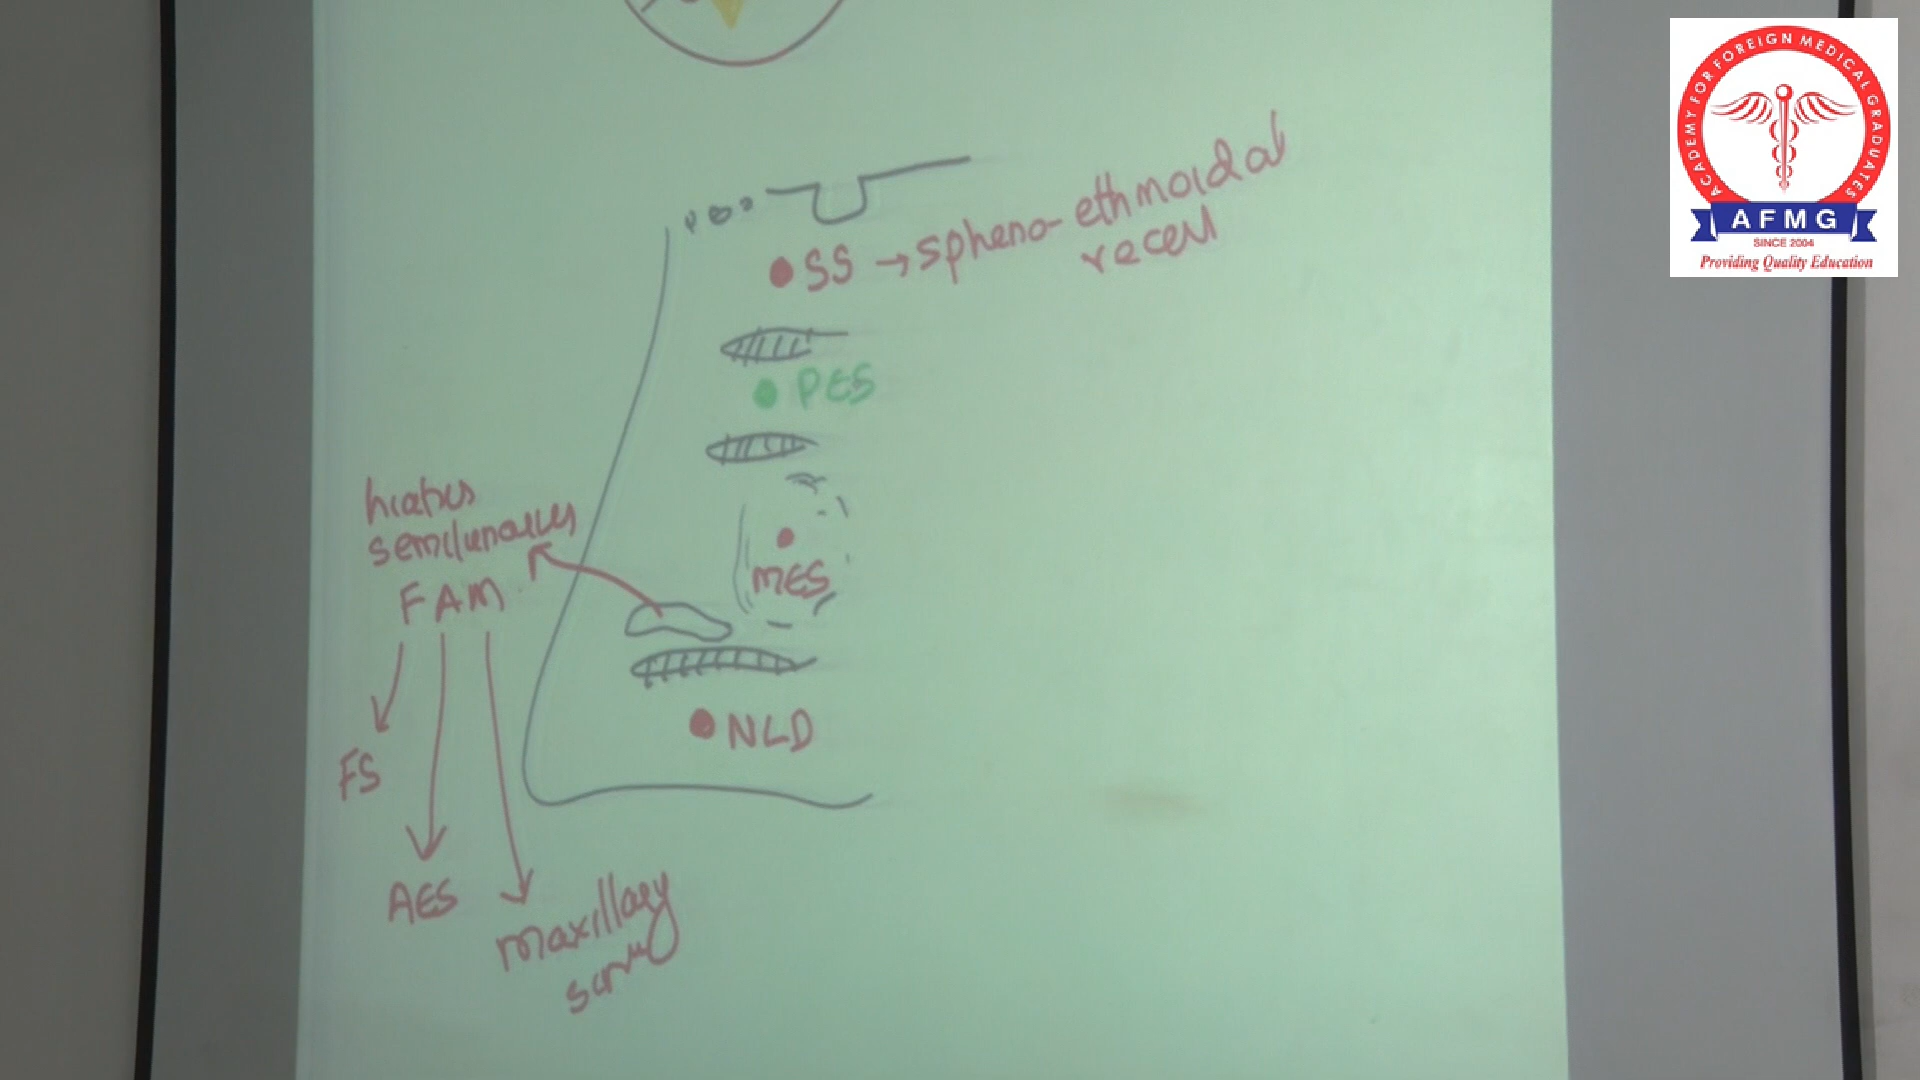 ACADEMY FOR FOREIGN MEDICAL GRADUATES
AFMG
SINCE 2004
Providing Quality Education
SS → spheno-ethmoidal
recess
PES
hiatus
semilunaris
MES
FAM
NLD
FS
AES
maxillary
sinus